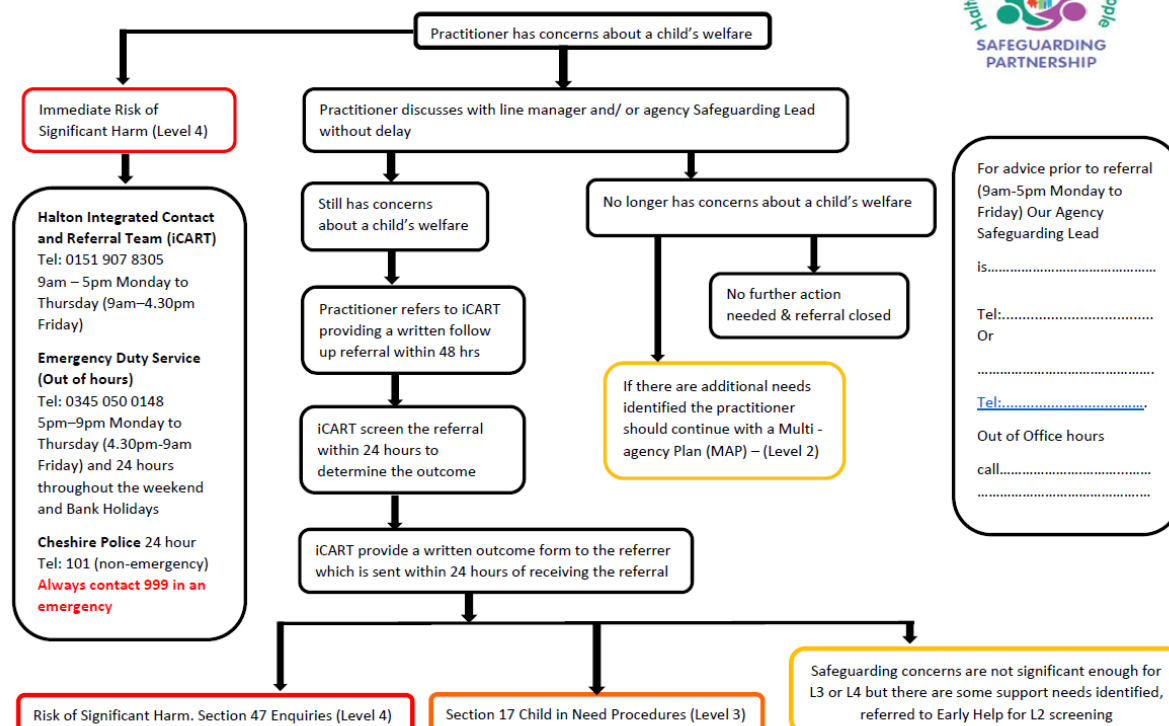 Halt
ople
SAFEGUARDING
PARTNERSHIP
Practitioner has concerns about a child's welfare
Immediate Risk of
Significant Harm (Level 4)
Practitioner discusses with line manager and/ or agency Safeguarding Lead
without delay
Halton Integrated Contact
and Referral Team (iCART)
Tel: 0151 907 8305
9am – 5pm Monday to
Thursday (9am–4.30pm
Friday)
Emergency Duty Service
(Out of hours)
Tel: 0345 050 0148
5pm–9pm Monday to
Thursday (4.30pm-9am
Friday) and 24 hours
throughout the weekend
and Bank Holidays
Cheshire Police 24 hour
Tel: 101 (non-emergency)
Always contact 999 in an
emergency
Still has concerns
about a child's welfare
No longer has concerns about a child's welfare
Practitioner refers to iCART
providing a written follow
up referral within 48 hrs
No further action
needed & referral closed
iCART screen the referral
within 24 hours to
determine the outcome
If there are additional needs
identified the practitioner
should continue with a Multi -
agency Plan (MAP) – (Level 2)
iCART provide a written outcome form to the referrer
which is sent within 24 hours of receiving the referral
For advice prior to referral
(9am-5pm Monday to
Friday) Our Agency
Safeguarding Lead
is............................................
Tel:......................................
Or
..............................................
Tel:.....................................
Out of Office hours
call.......................................
..............................................
Risk of Significant Harm. Section 47 Enquiries (Level 4)
Section 17 Child in Need Procedures (Level 3)
Safeguarding concerns are not significant enough for
L3 or L4 but there are some support needs identified,
referred to Early Help for L2 screening